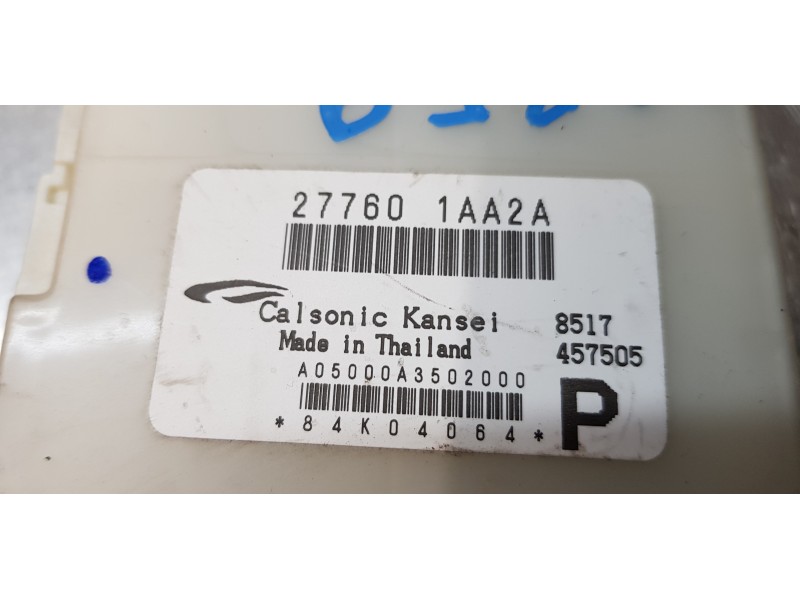 27760 1AA2A
Calsonic Kansei 8517
Made in Thailand 457505
A05000A3502000
*84K04064*
P